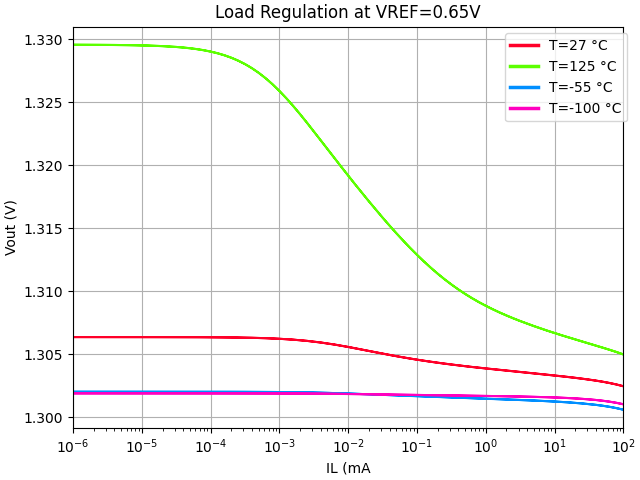 Load Regulation at VREF=0.65V
T=27 °C
T=125 °C
T=-55 °C
T=-100 °C
Vout (V)
1.330
1.325
1.320
1.315
1.310
1.305
1.300
10⁻⁶ 10⁻⁵ 10⁻⁴ 10⁻³ 10⁻² 10⁻¹ 10⁰ 10¹ 10²
IL (mA